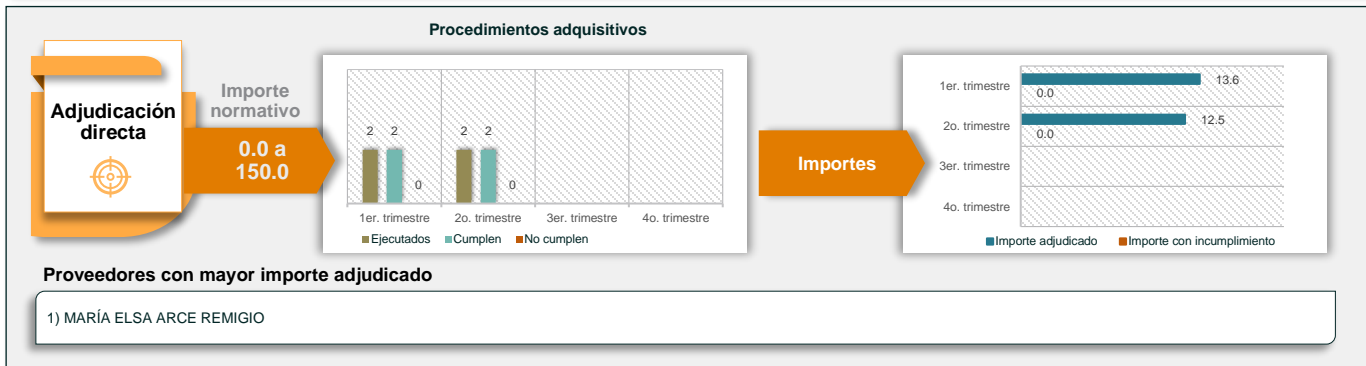 Procedimientos adquisitivos
Adjudicación
directa
Importe
normativo
0.0 a
150.0
2 2 0 2 2 0
1er. trimestre 2o. trimestre 3er. trimestre 4o. trimestre
Ejecutados Cumplen No cumplen
Importes
1er. trimestre 13.6
0.0
2o. trimestre 12.5
0.0
3er. trimestre
4o. trimestre
Importe adjudicado Importe con incumplimiento
Proveedores con mayor importe adjudicado
1) MARÍA ELSA ARCE REMIGIO